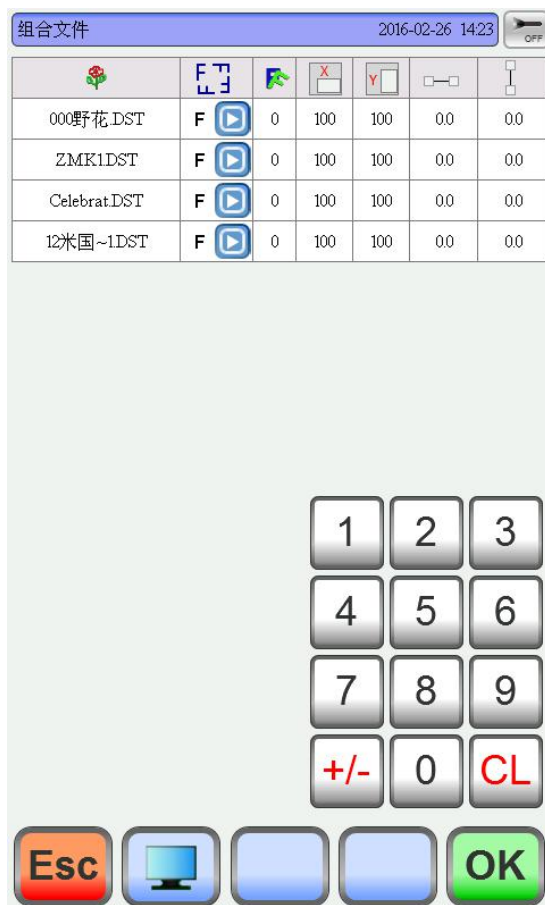 组合文件 2016-02-26 14:23 OFF
F F F F X Y
000野花.DST F 0 100 100 0.0 0.0
ZMK1.DST F 0 100 100 0.0 0.0
Celebrat.DST F 0 100 100 0.0 0.0
12米国~1.DST F 0 100 100 0.0 0.0
1 2 3
4 5 6
7 8 9
+/- 0 CL
Esc OK